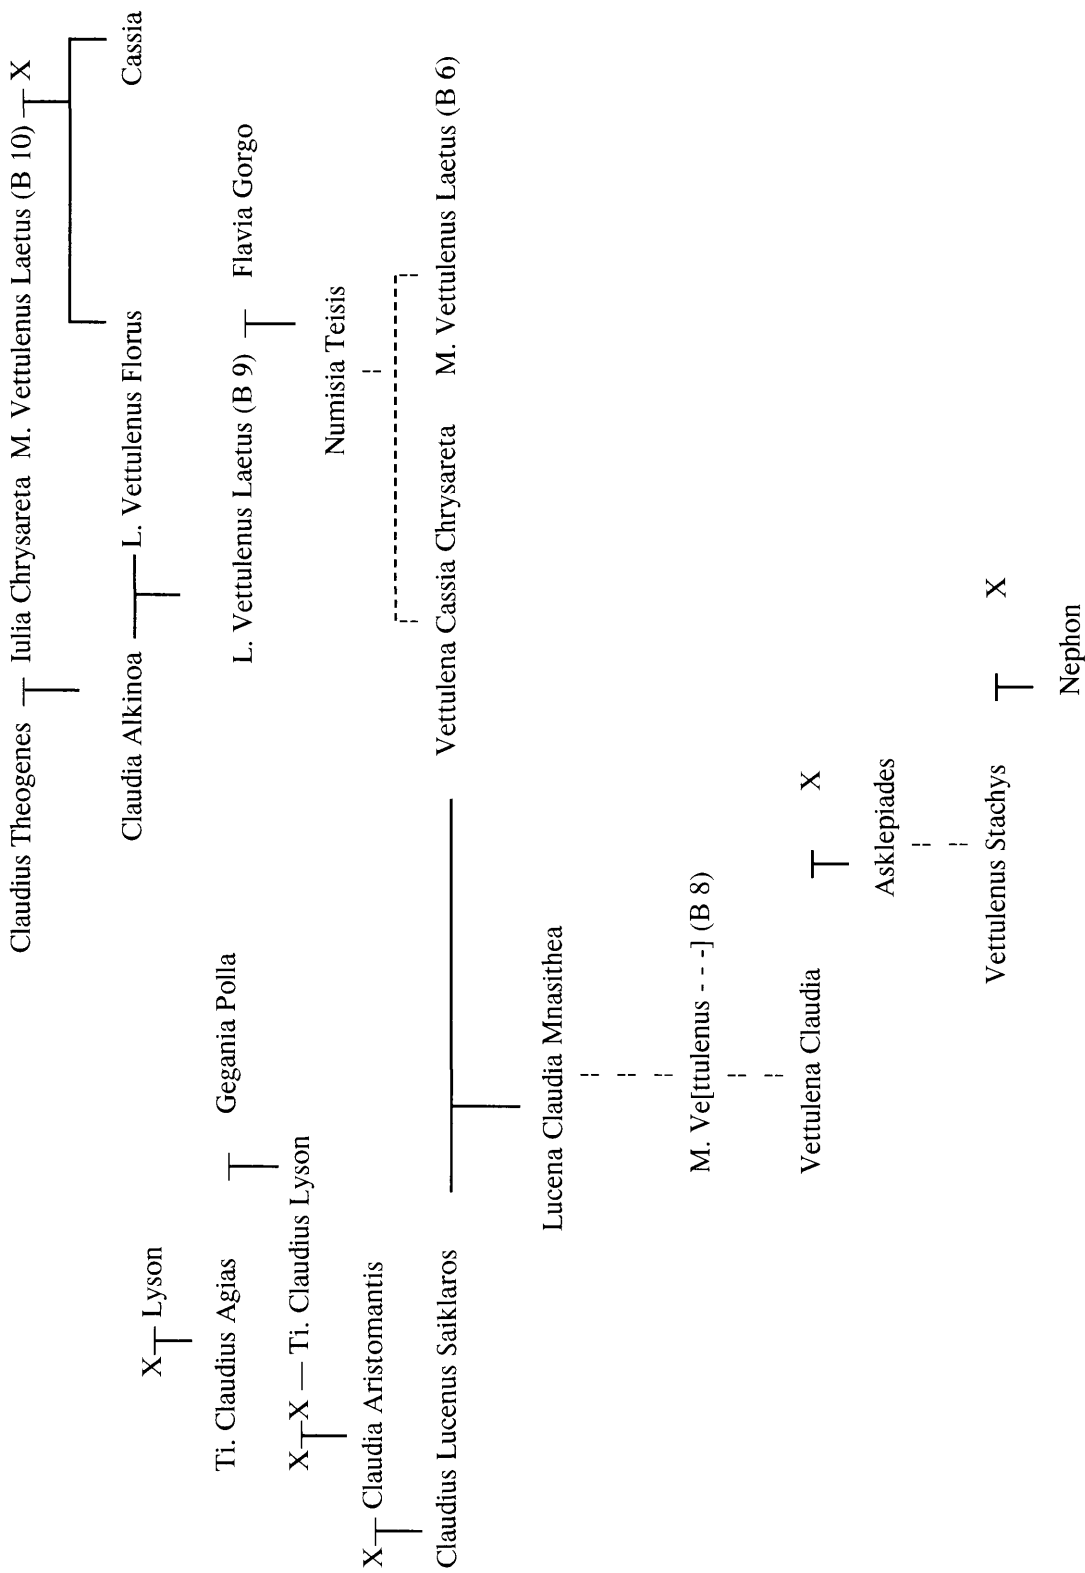 Claudius Theogenes Iulia Chrysareta M. Vettulenus Laetus (B 10) X
Claudia Alkinoa L. Vettulenus Florus Cassia
X Lyson
Ti. Claudius Agias Gegania Polla L. Vettulenus Laetus (B 9) Flavia Gorgo
X X — Ti. Claudius Lyson Numisia Teisis
X Claudia Aristomantis
Claudius Lucenus Saiklaros Vettulena Cassia Chrysareta M. Vettulenus Laetus (B 6)
Lucena Claudia Mnasithea
M. Ve[ttulenus - - -] (B 8)
Vettulena Claudia X
Asklepiades
Vettulenus Stachys X
Nephon